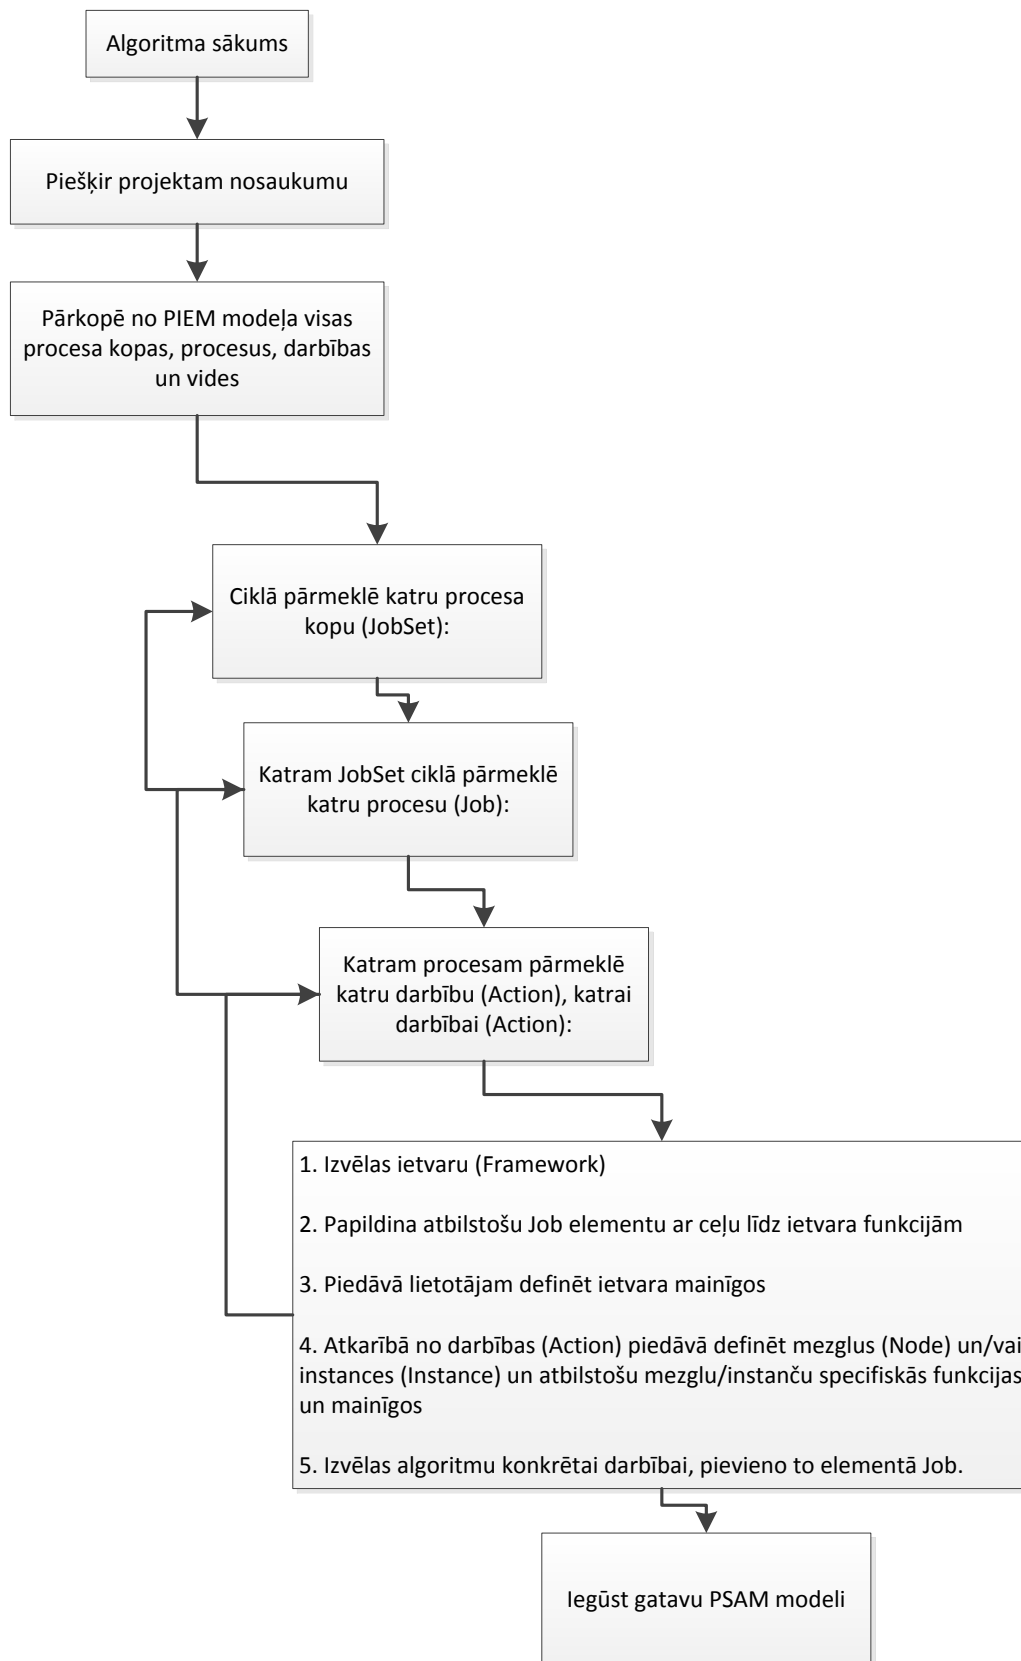 Algoritma sākums
Piešķir projektam nosaukumu
Pārkopē no PIEM modeļa visas
procesa kopas, procesus, darbības
un vides
Ciklā pārmeklē katru procesa
kopu (JobSet):
Katram JobSet ciklā pārmeklē
katru procesu (Job):
Katram procesam pārmeklē
katru darbību (Action), katrai
darbībai (Action):
1. Izvēlas ietvaru (Framework)
2. Papildina atbilstošu Job elementu ar ceļu līdz ietvara funkcijām
3. Piedāvā lietotājam definēt ietvara mainīgos
4. Atkarībā no darbības (Action) piedāvā definēt mezglus (Node) un/vai
instances (Instance) un atbilstošu mezglu/instanču specifiskās funkcijas
un mainīgos
5. Izvēlas algoritmu konkrētai darbībai, pievieno to elementā Job.
Iegūst gatavu PSAM modeli